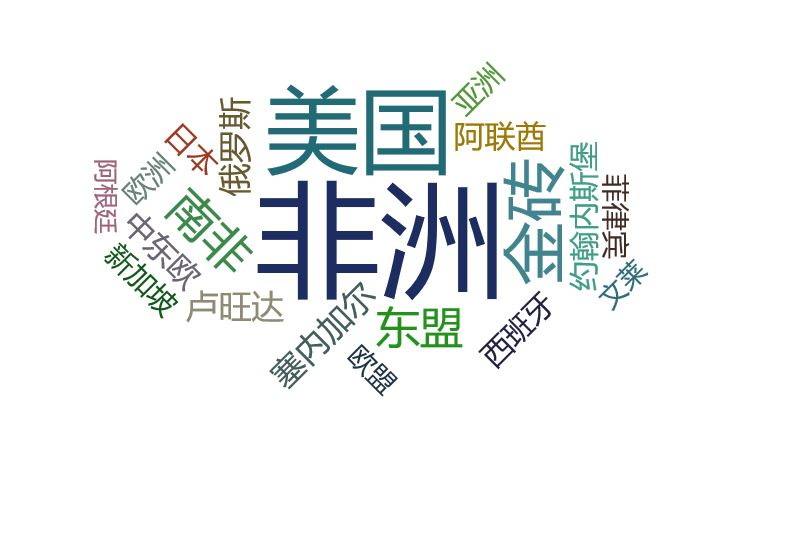 亚洲
美国
阿联酋
俄罗斯
日本
欧洲
阿根廷
南非
非洲
金砖
约翰内斯堡
菲律宾
中东欧
新加坡
卢旺达
塞内加尔
东盟
西班牙
文莱
欧盟